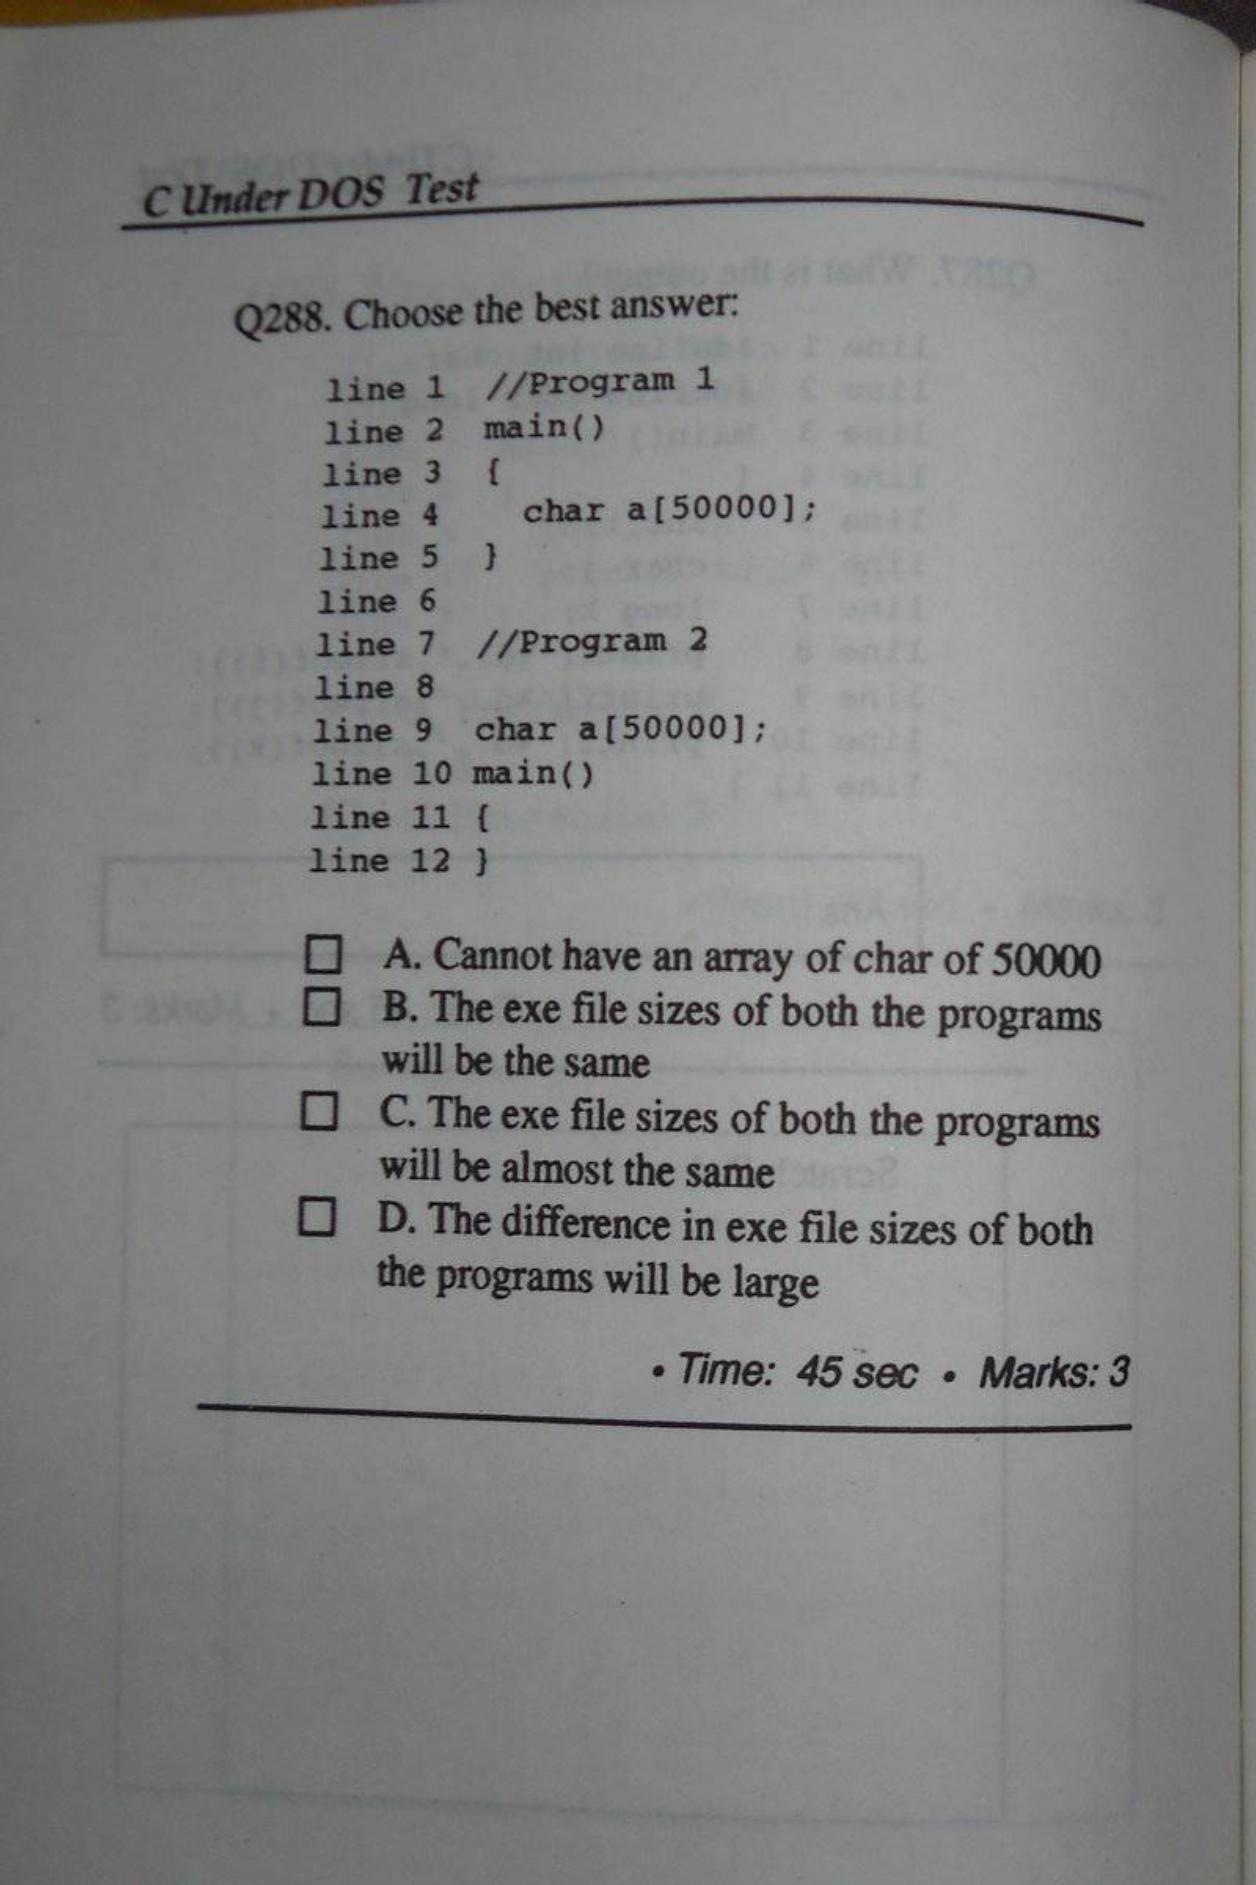 C Under DOS Test
Q288. Choose the best answer:
line 1 //Program 1
line 2 main()
line 3 {
line 4 char a[50000];
line 5 }
line 6
line 7 //Program 2
line 8
line 9 char a[50000];
line 10 main()
line 11 {
line 12 }
A. Cannot have an array of char of 50000
B. The exe file sizes of both the programs
will be the same
C. The exe file sizes of both the programs
will be almost the same
D. The difference in exe file sizes of both
the programs will be large
• Time: 45 sec • Marks: 3